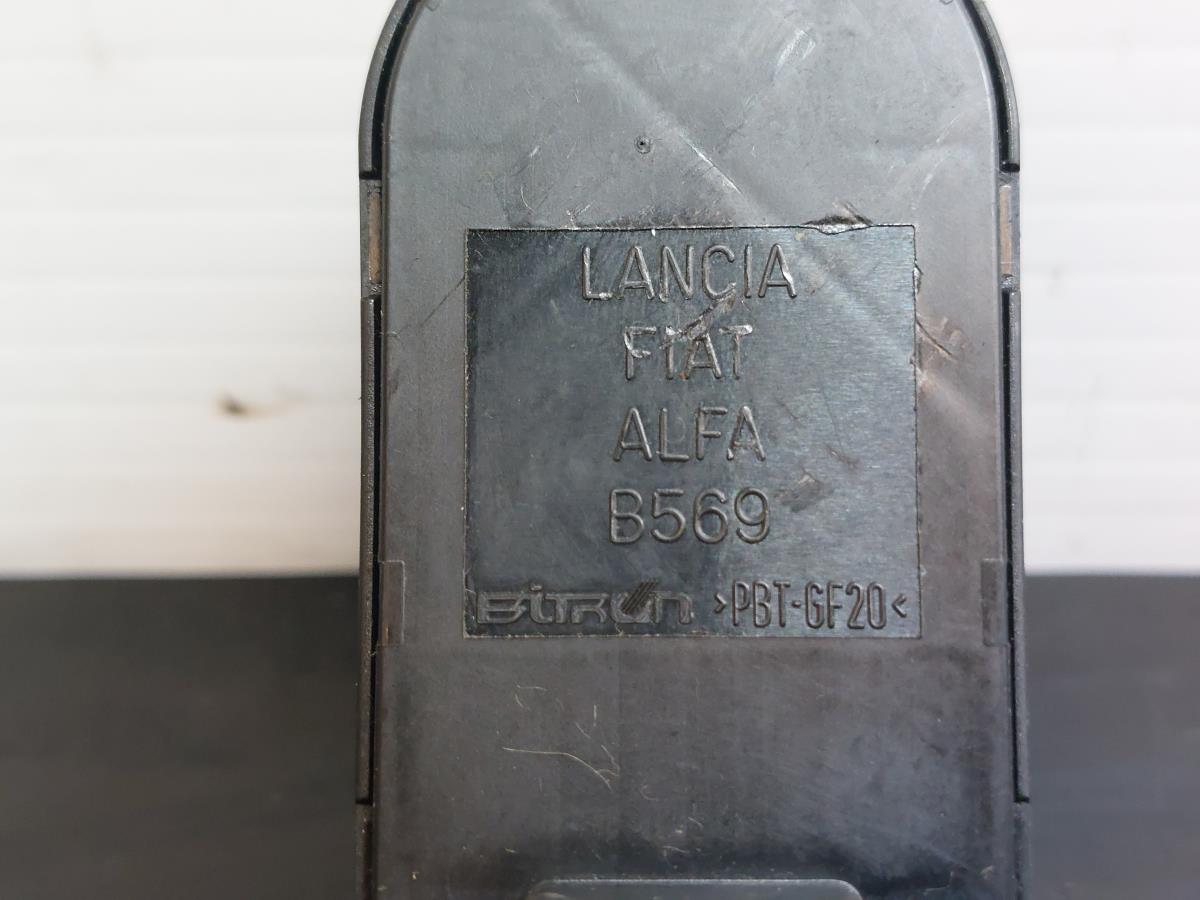 LANCIA
FIAT
ALFA
B569
BITRON >PBT-GF20<